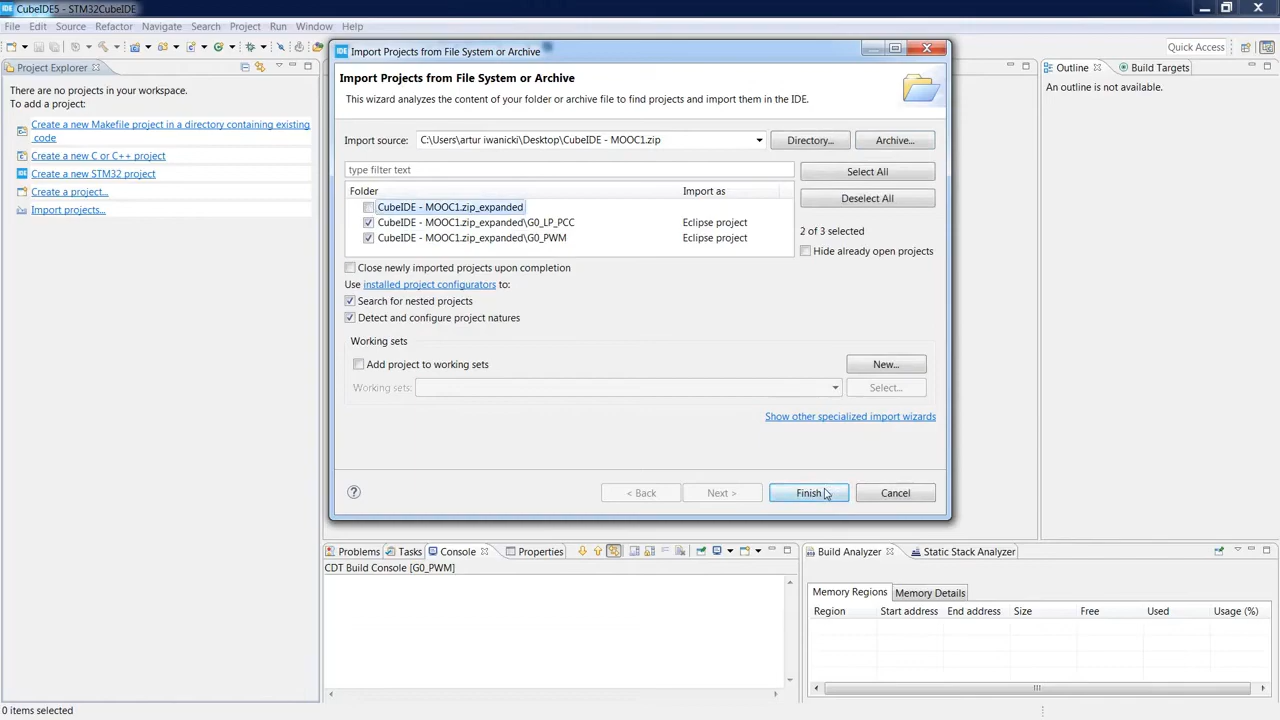 IDE CubeIDE5 - STM32CubeIDE
File Edit Source Refactor Navigate Search Project Run Window Help
Quick Access
Project Explorer
There are no projects in your workspace.
To add a project:
Create a new Makefile project in a directory containing existing
code
Create a new C or C++ project
IDE Create a new STM32 project
Create a project...
Import projects...
IDE Import Projects from File System or Archive
Import Projects from File System or Archive
This wizard analyzes the content of your folder or archive file to find projects and import them in the IDE.
Import source: C:\Users\artur iwanicki\Desktop\CubeIDE - MOOC1.zip Directory... Archive...
type filter text
Select All
Folder Import as
Deselect All
CubeIDE - MOOC1.zip_expanded
CubeIDE - MOOC1.zip_expanded\G0_LP_PCC Eclipse project
CubeIDE - MOOC1.zip_expanded\G0_PWM Eclipse project
2 of 3 selected
Hide already open projects
Close newly imported projects upon completion
Use installed project configurators to:
Search for nested projects
Detect and configure project natures
Working sets
Add project to working sets New...
Working sets: Select...
Show other specialized import wizards
? < Back Next > Finish Cancel
Outline Build Targets
An outline is not available.
Problems Tasks Console Properties
CDT Build Console [G0_PWM]
Build Analyzer Static Stack Analyzer
Memory Regions Memory Details
Region Start address End address Size Free Used Usage (%)
0 items selected